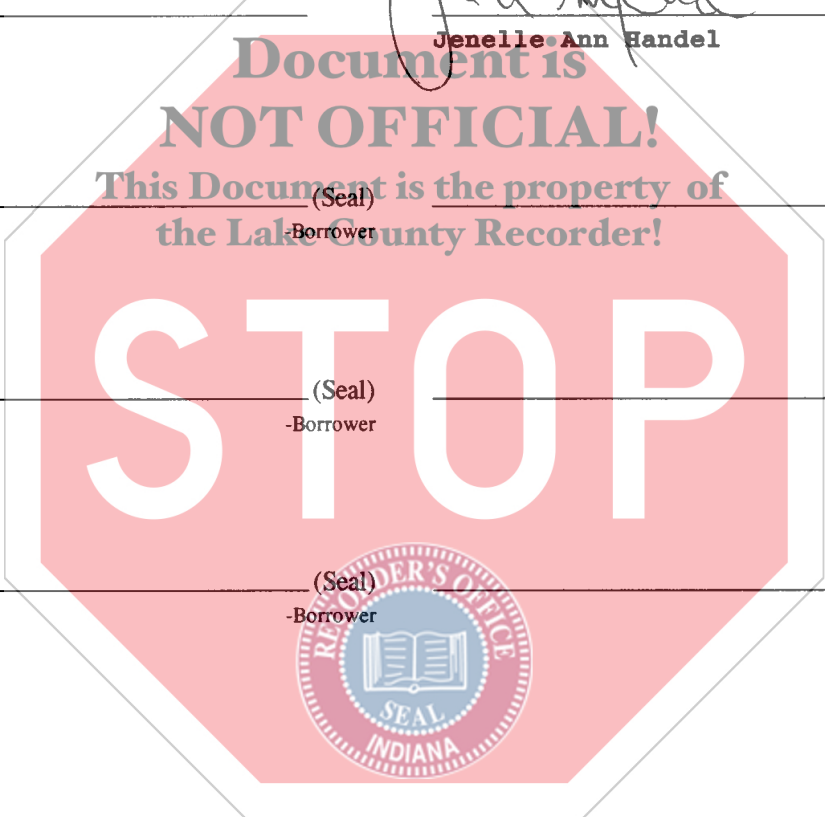 Jenelle Ann Handel
Document is
NOT OFFICIAL!
This Document is the property of
the Lake County Recorder!
(Seal)
-Borrower
STOP
(Seal)
-Borrower
(Seal)
-Borrower
RECORDER'S OFFICE
SEAL
INDIANA